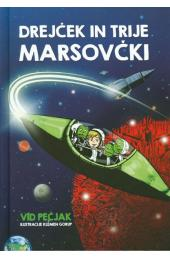 DREJČEK IN TRIJE
MARSOVČKI
VID PEČJAK
ILUSTRACIJE KLEMEN GORUP